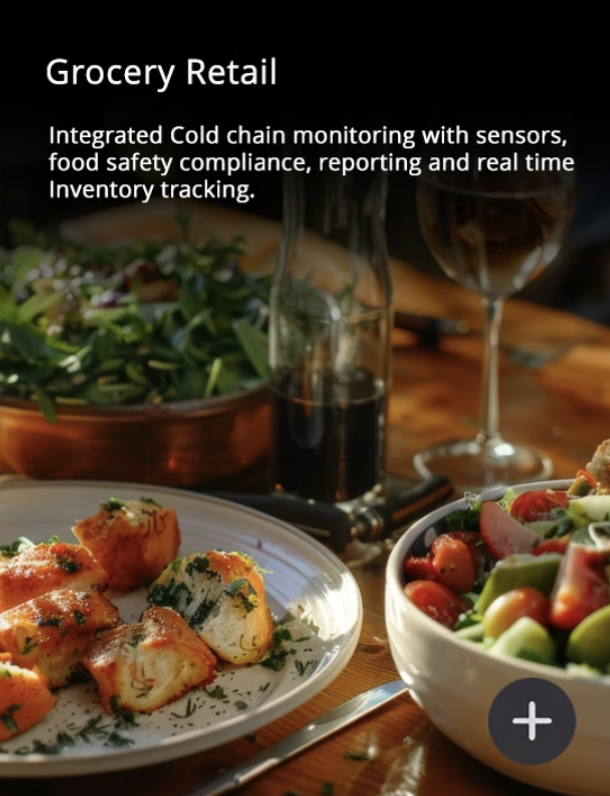 Grocery Retail
Integrated Cold chain monitoring with sensors,
food safety compliance, reporting and real time
Inventory tracking.